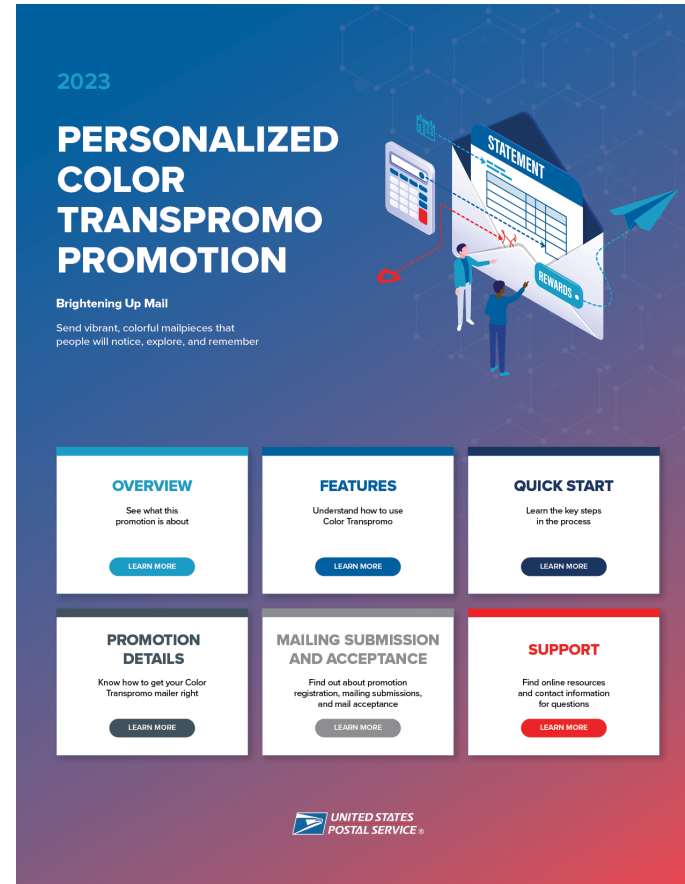 2023
PERSONALIZED
COLOR
TRANSPROMO
PROMOTION
Brightening Up Mail
Send vibrant, colorful mailpieces that
people will notice, explore, and remember
STATEMENT
REWARDS
OVERVIEW
See what this
promotion is about
LEARN MORE
FEATURES
Understand how to use
Color Transpromo
LEARN MORE
QUICK START
Learn the key steps
in the process
LEARN MORE
PROMOTION
DETAILS
Know how to get your Color
Transpromo mailer right
LEARN MORE
MAILING SUBMISSION
AND ACCEPTANCE
Find out about promotion
registration, mailing submissions,
and mail acceptance
LEARN MORE
SUPPORT
Find online resources
and contact information
for questions
LEARN MORE
UNITED STATES
POSTAL SERVICE ®